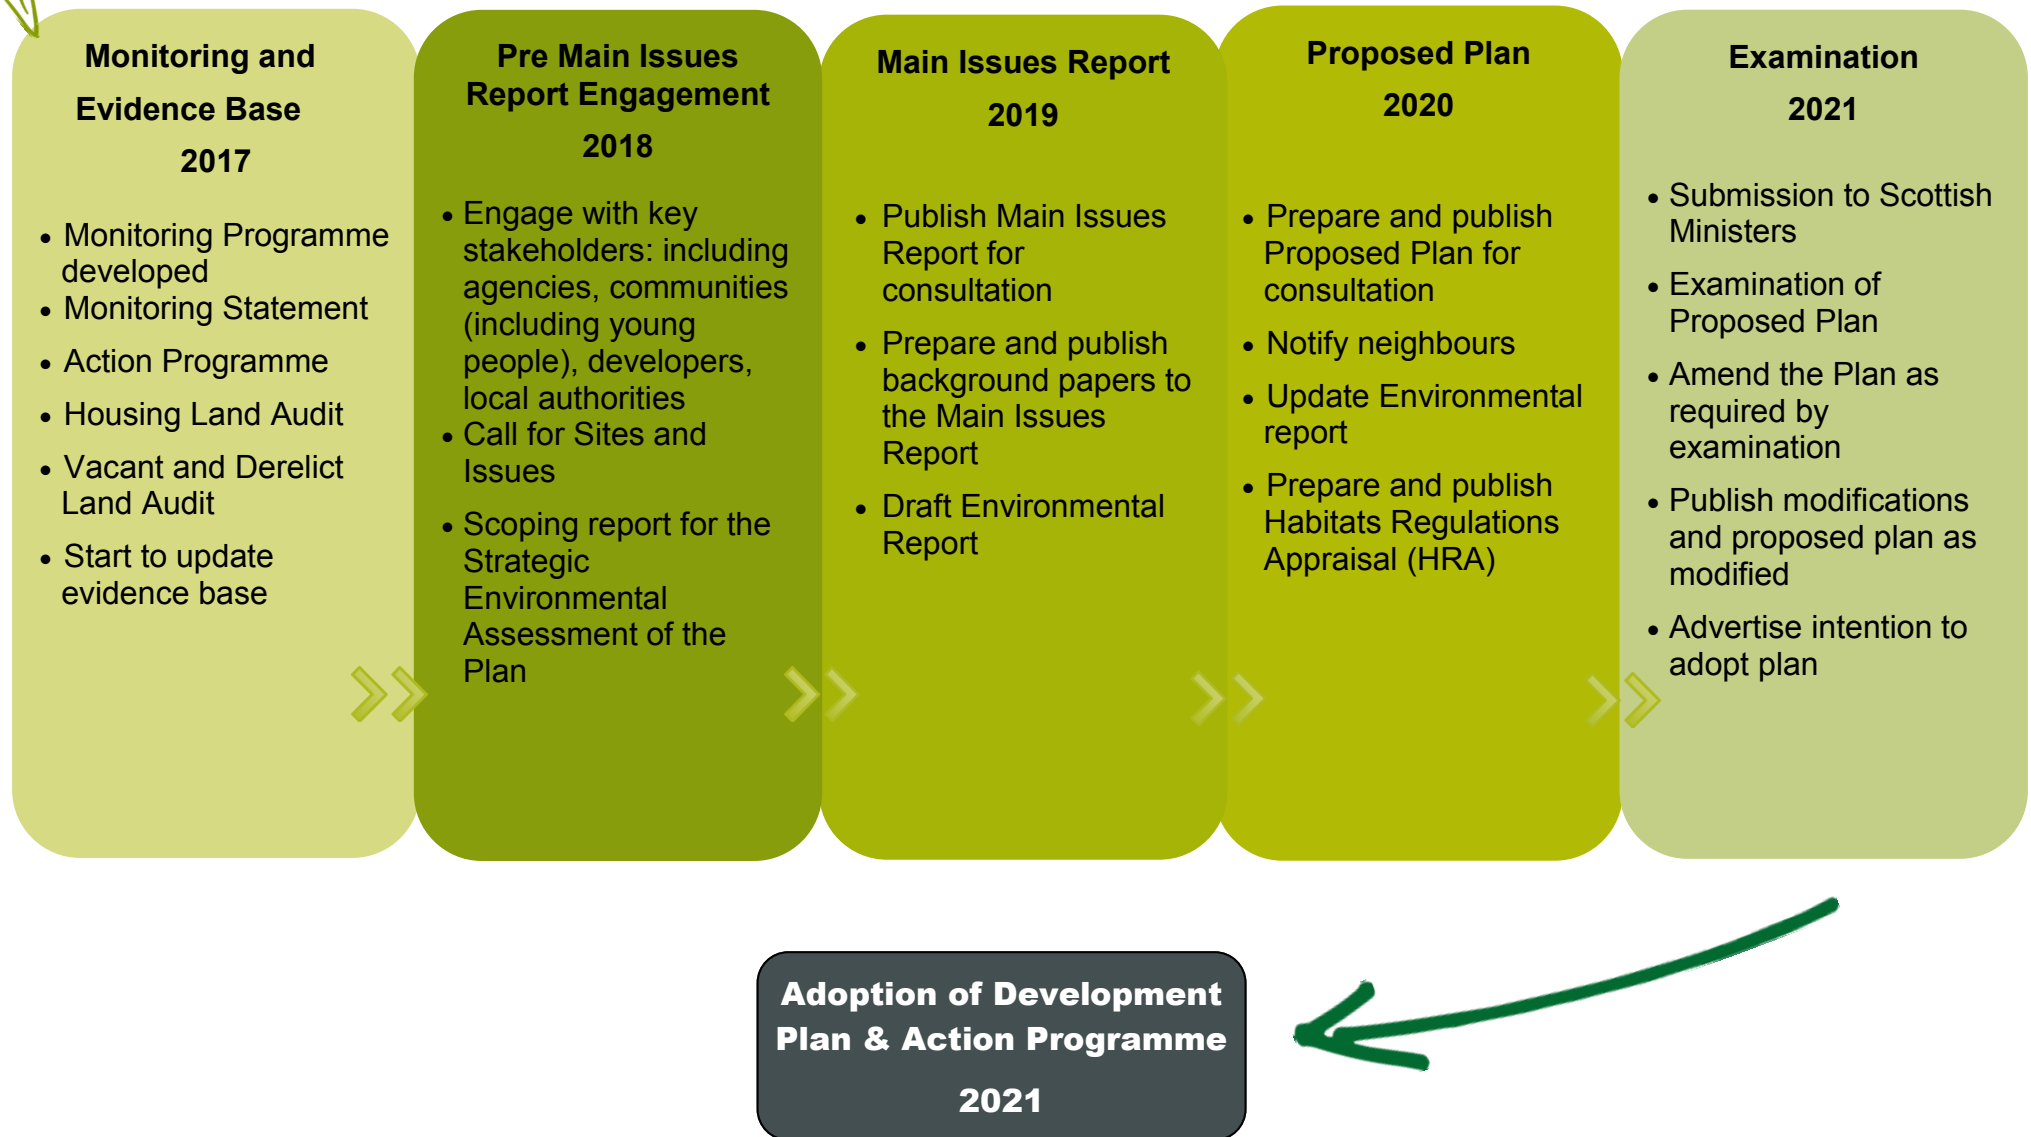 Monitoring and
Evidence Base
2017
• Monitoring Programme
developed
• Monitoring Statement
• Action Programme
• Housing Land Audit
• Vacant and Derelict
Land Audit
• Start to update
evidence base
Pre Main Issues
Report Engagement
2018
• Engage with key
stakeholders: including
agencies, communities
(including young
people), developers,
local authorities
• Call for Sites and
Issues
• Scoping report for the
Strategic
Environmental
Assessment of the
Plan
Main Issues Report
2019
• Publish Main Issues
Report for
consultation
• Prepare and publish
background papers to
the Main Issues
Report
• Draft Environmental
Report
Proposed Plan
2020
• Prepare and publish
Proposed Plan for
consultation
• Notify neighbours
• Update Environmental
report
• Prepare and publish
Habitats Regulations
Appraisal (HRA)
Examination
2021
• Submission to Scottish
Ministers
• Examination of
Proposed Plan
• Amend the Plan as
required by
examination
• Publish modifications
and proposed plan as
modified
• Advertise intention to
adopt plan
Adoption of Development
Plan & Action Programme
2021